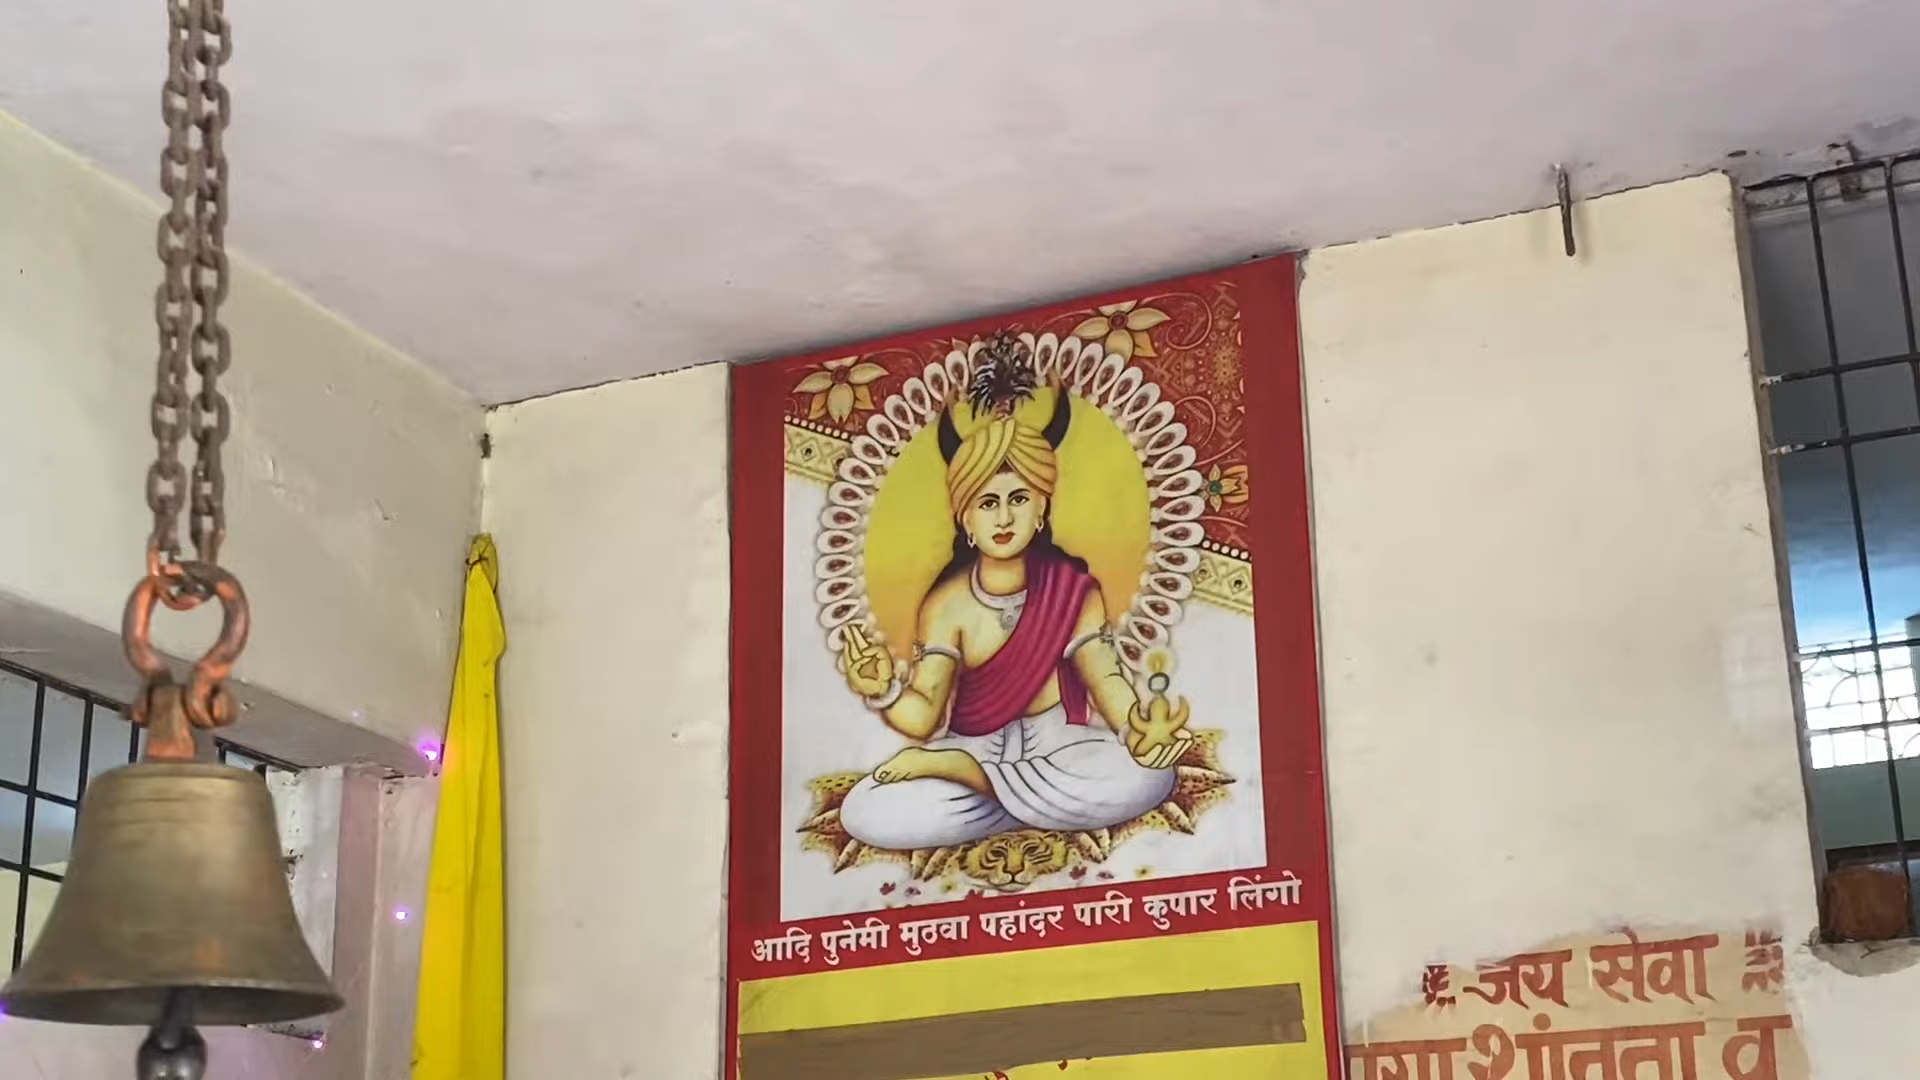 आदि पुनेमी मुठवा पहांदर पारी कुपार लिंगो
जय सेवा
शांतता व